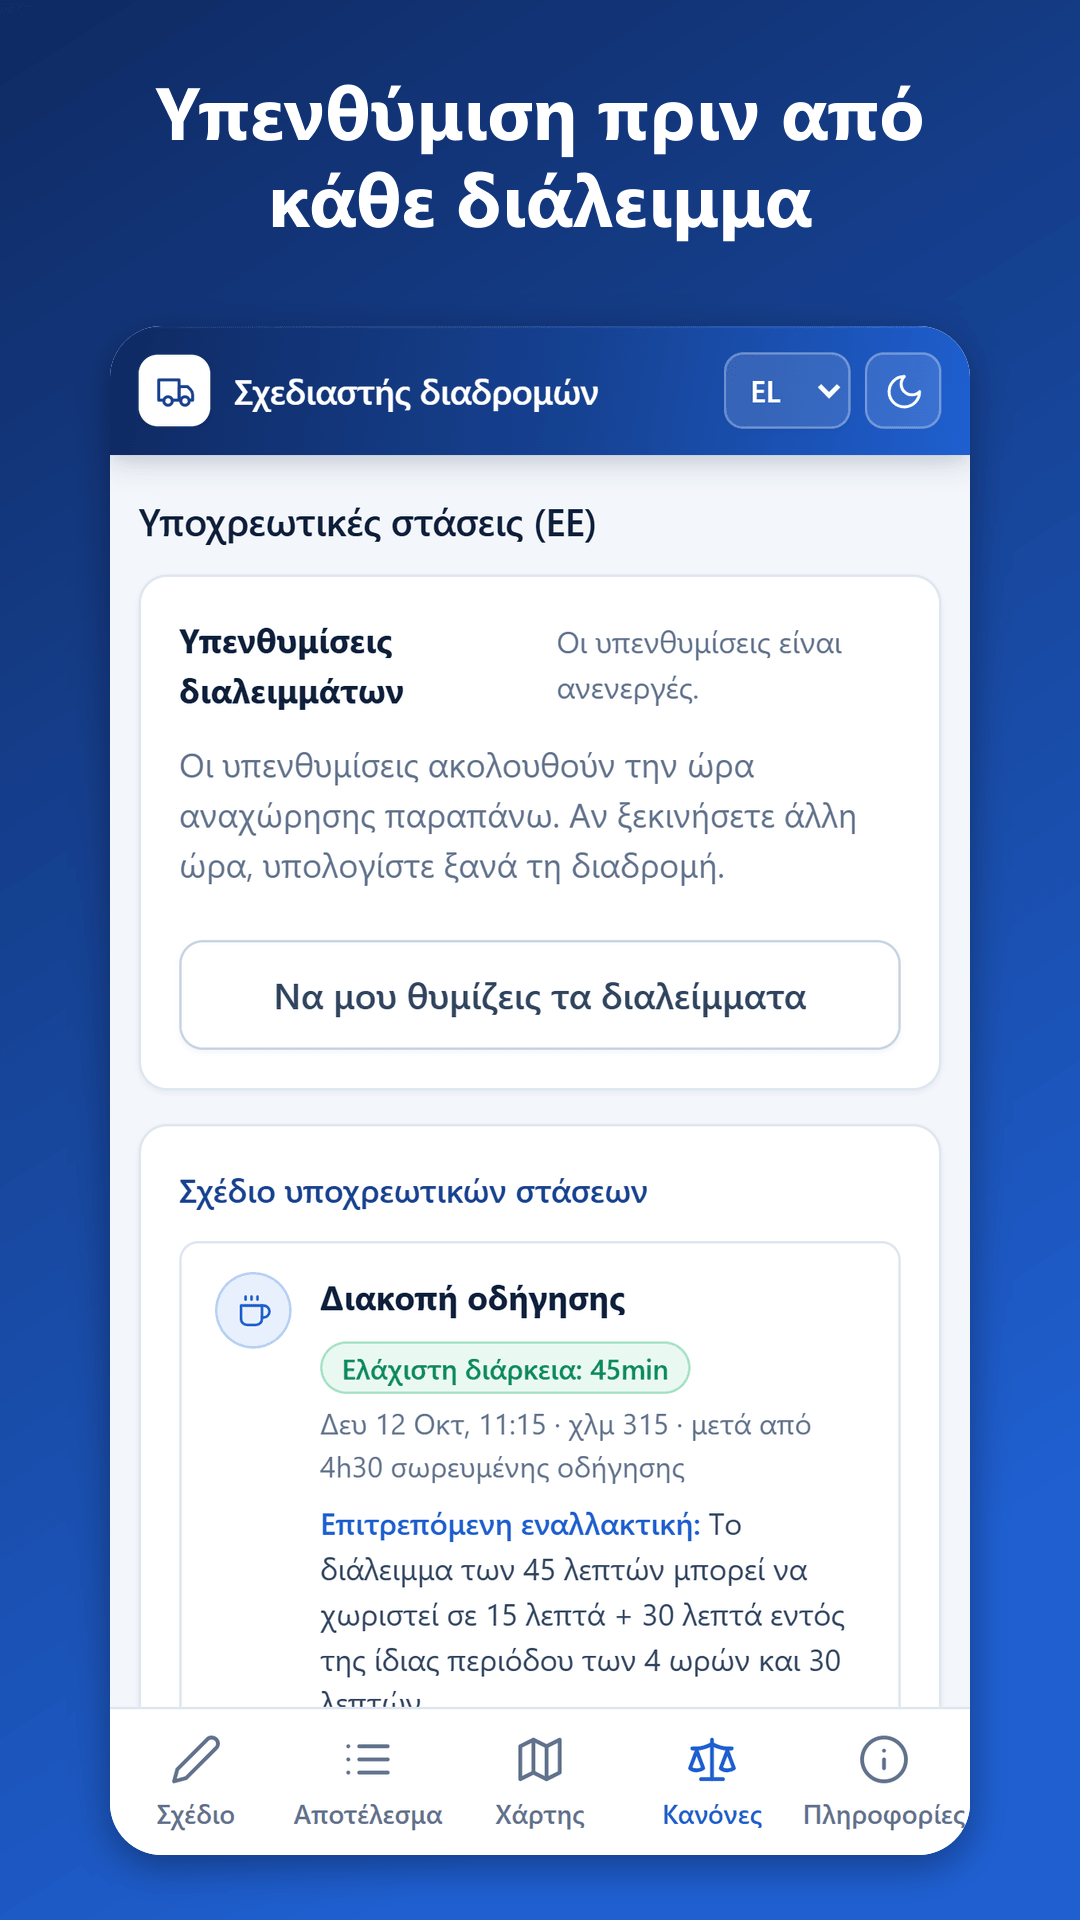 Υπενθύμιση πριν από
κάθε διάλειμμα
Σχεδιαστής διαδρομών
EL
Υποχρεωτικές στάσεις (ΕΕ)
Υπενθυμίσεις
διαλειμμάτων
Οι υπενθυμίσεις είναι
ανενεργές.
Οι υπενθυμίσεις ακολουθούν την ώρα
αναχώρησης παραπάνω. Αν ξεκινήσετε άλλη
ώρα, υπολογίστε ξανά τη διαδρομή.
Να μου θυμίζεις τα διαλείμματα
Σχέδιο υποχρεωτικών στάσεων
Διακοπή οδήγησης
Ελάχιστη διάρκεια: 45min
Δευ 12 Οκτ, 11:15 · χλμ 315 · μετά από
4h30 σωρευμένης οδήγησης
Επιτρεπόμενη εναλλακτική: Το
διάλειμμα των 45 λεπτών μπορεί να
χωριστεί σε 15 λεπτά + 30 λεπτά εντός
της ίδιας περιόδου των 4 ωρών και 30
λεπτών
Σχέδιο
Αποτέλεσμα
Χάρτης
Κανόνες
Πληροφορίες